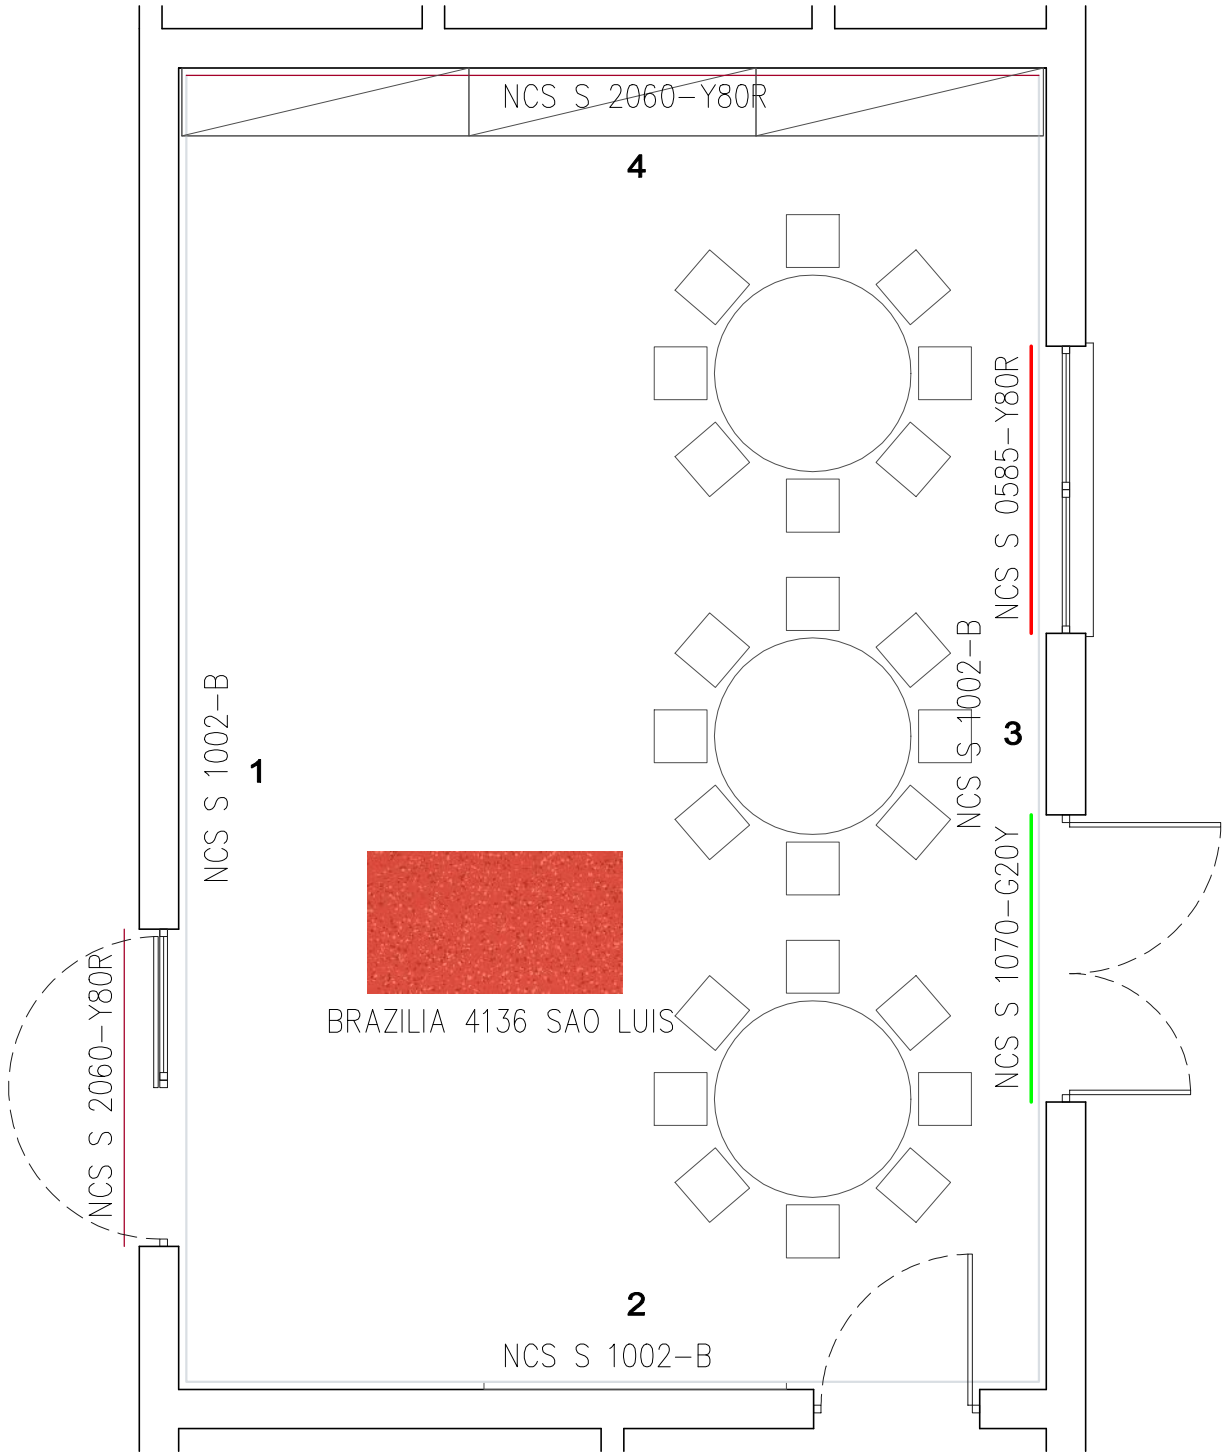 NCS S 2060-Y80R
4
NCS S 0585-Y80R
NCS S 1002-B
3
NCS S 1002-B
1
NCS S 1070-G20Y
NCS S 2060-Y80R
BRAZILIA 4136 SAO LUIS
2
NCS S 1002-B